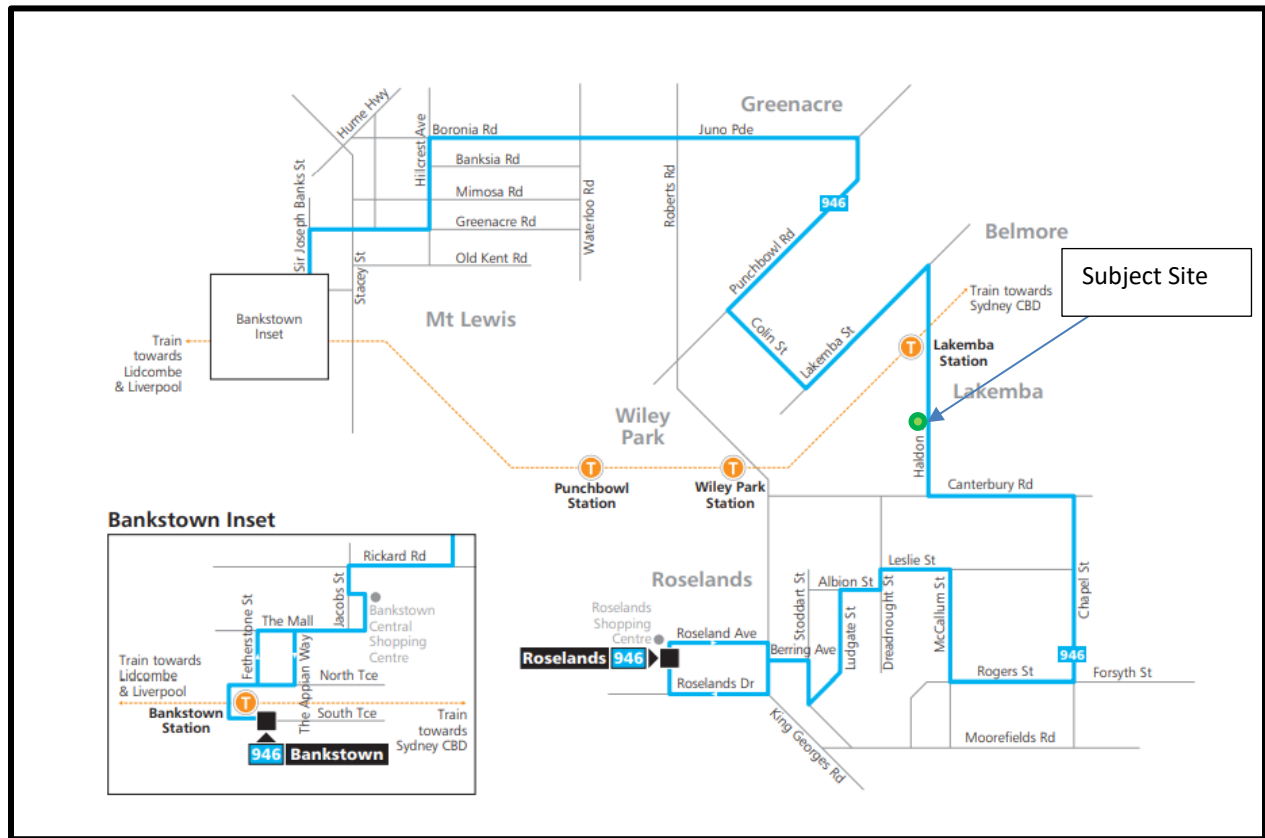 Greenacre
Hume Hwy
Hillcrest Ave
Boronia Rd
Juno Pde
Banksia Rd
Sir Joseph Banks St
Mimosa Rd
Waterloo Rd
Roberts Rd
946
Greenacre Rd
Old Kent Rd
Stacey St
Punchbowl Rd
Belmore
Subject Site
Bankstown
Inset
Mt Lewis
Train
towards
Lidcombe
& Liverpool
Colin St
Lakemba St
Train towards
Sydney CBD
T
Lakemba
Station
Lakemba
Wiley
Park
Haldon
T
Punchbowl
Station
T
Wiley Park
Station
Canterbury Rd
Bankstown Inset
Rickard Rd
Jacobs St
Bankstown
Central
Shopping
Centre
Fetherstone St
The Mall
The Appian Way
Train towards
Lidcombe
& Liverpool
North Tce
T
Bankstown
Station
South Tce
Train
towards
Sydney CBD
946 Bankstown
Roselands
Roselands
Shopping
Centre
Roseland Ave
Roselands 946
Roselands Dr
Berring Ave
Stoddart St
Albion St
Ludgate St
Dreadnought St
Leslie St
McCallum St
Chapel St
946
Rogers St
Forsyth St
King Georges Rd
Moorefields Rd